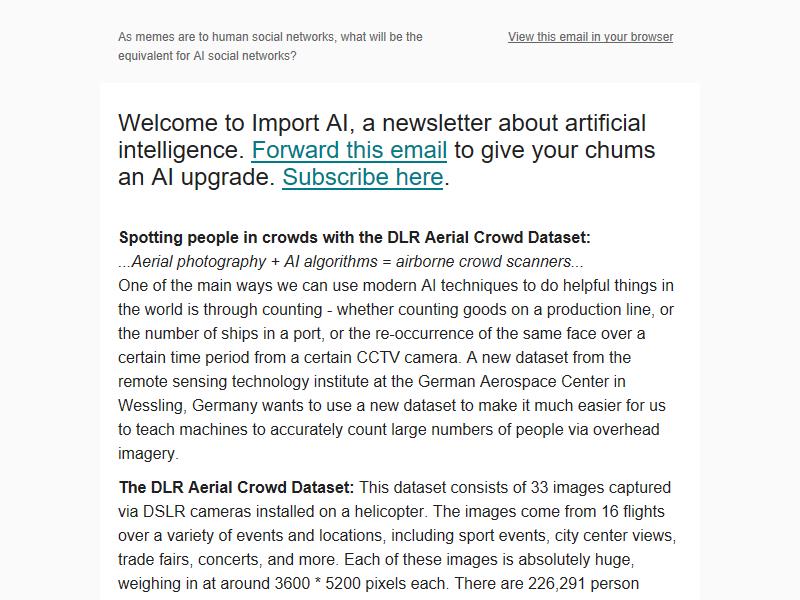 As memes are to human social networks, what will be the
equivalent for AI social networks?
View this email in your browser
Welcome to Import AI, a newsletter about artificial
intelligence. Forward this email to give your chums
an AI upgrade. Subscribe here.
Spotting people in crowds with the DLR Aerial Crowd Dataset:
...Aerial photography + AI algorithms = airborne crowd scanners...
One of the main ways we can use modern AI techniques to do helpful things in
the world is through counting - whether counting goods on a production line, or
the number of ships in a port, or the re-occurrence of the same face over a
certain time period from a certain CCTV camera. A new dataset from the
remote sensing technology institute at the German Aerospace Center in
Wessling, Germany wants to use a new dataset to make it much easier for us
to teach machines to accurately count large numbers of people via overhead
imagery.
The DLR Aerial Crowd Dataset: This dataset consists of 33 images captured
via DSLR cameras installed on a helicopter. The images come from 16 flights
over a variety of events and locations, including sport events, city center views,
trade fairs, concerts, and more. Each of these images is absolutely huge,
weighing in at around 3600 * 5200 pixels each. There are 226,291 person